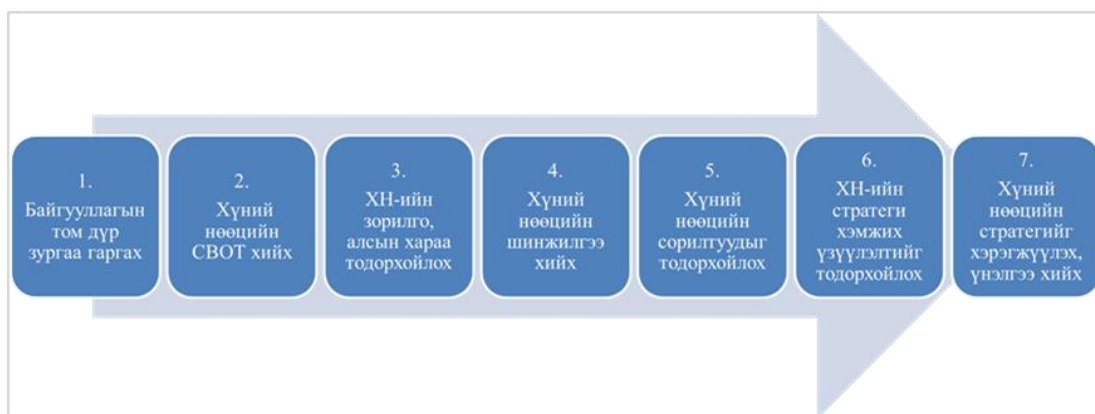 1.
Байгууллагын
том дүр
зургаа гаргах
2.
Хүний
нөөцийн
СВОТ хийх
3.
ХН-ийн
зорилго,
алсын хараа
тодорхойлох
4.
Хүний
нөөцийн
шинжилгээ
хийх
5.
Хүний
нөөцийн
сорилтуудыг
тодорхойлох
6.
ХН-ийн
стратеги
хэмжих
үзүүлэлтийг
тодорхойлох
7.
Хүний
нөөцийн
стратегийг
хэрэгжүүлэх,
үнэлгээ хийх